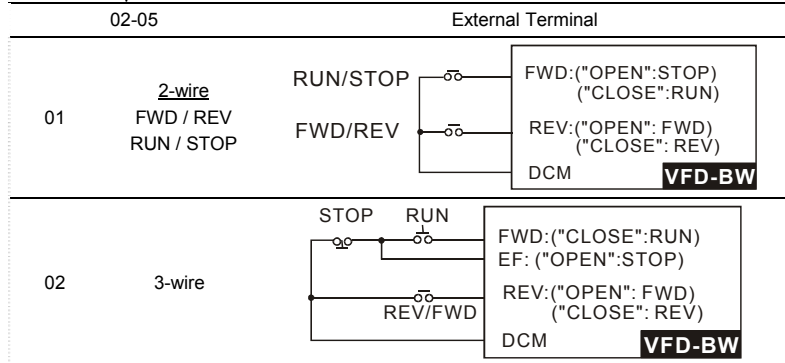 02-05 External Terminal
01
2-wire
FWD / REV
RUN / STOP
RUN/STOP
FWD/REV
FWD:("OPEN":STOP)
("CLOSE":RUN)
REV:("OPEN": FWD)
("CLOSE": REV)
DCM
VFD-BW
02
3-wire
STOP RUN
REV/FWD
FWD:("CLOSE":RUN)
EF: ("OPEN":STOP)
REV:("OPEN": FWD)
("CLOSE": REV)
DCM
VFD-BW